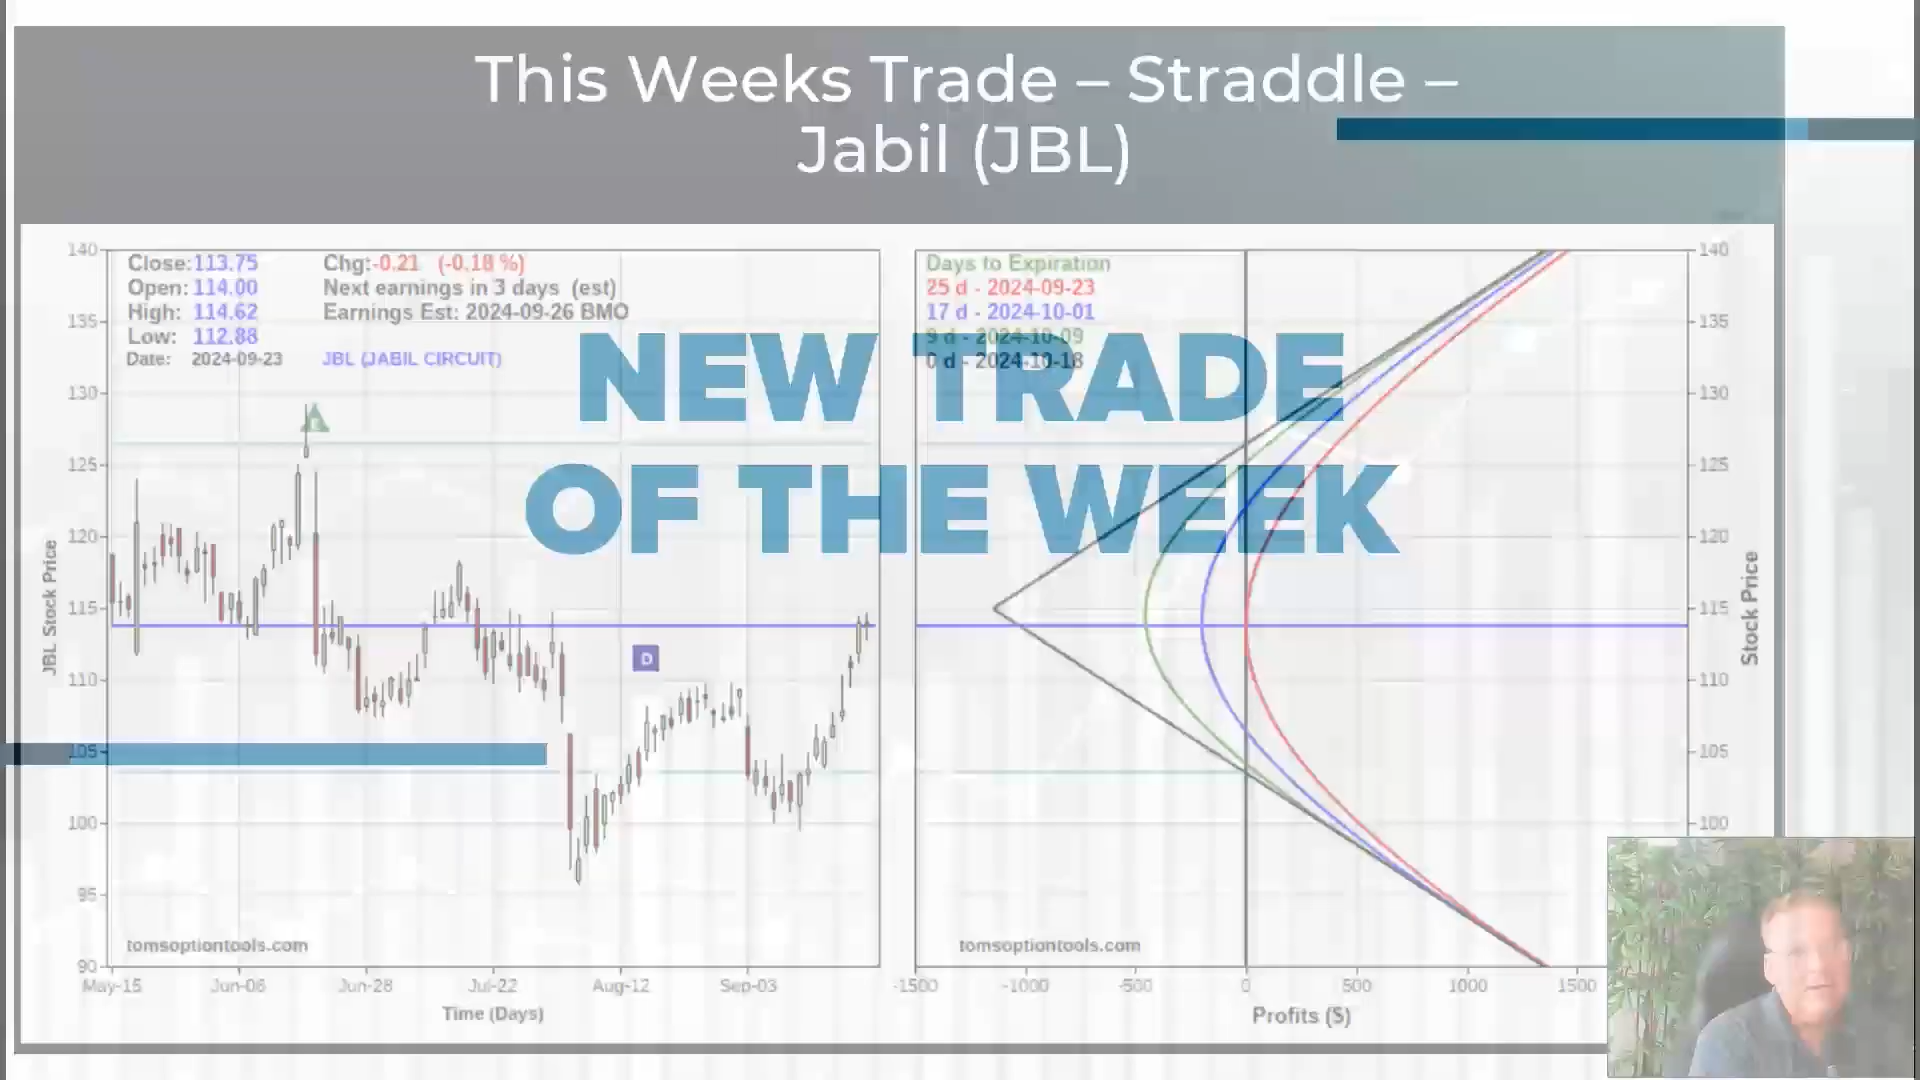 This Weeks Trade – Straddle –
Jabil (JBL)
NEW TRADE
OF THE WEEK
140
135
130
125
120
115
110
105
100
95
90
JBL Stock Price
Close: 113.75 Chg:-0.21 (-0.18 %)
Open: 114.00 Next earnings in 3 days (est)
High: 114.62 Earnings Est: 2024-09-26 BMO
Low: 112.88
Date: 2024-09-23 JBL (JABIL CIRCUIT)
E
D
tomsoptiontools.com
May-15 Jun-06 Jun-28 Jul-22 Aug-12 Sep-03
Time (Days)
Days to Expiration
25 d - 2024-09-23
17 d - 2024-10-01
9 d - 2024-10-09
0 d - 2024-10-18
tomsoptiontools.com
-1500 -1000 -500 0 500 1000 1500
Profits ($)
140
135
130
125
120
115
110
105
100
Stock Price